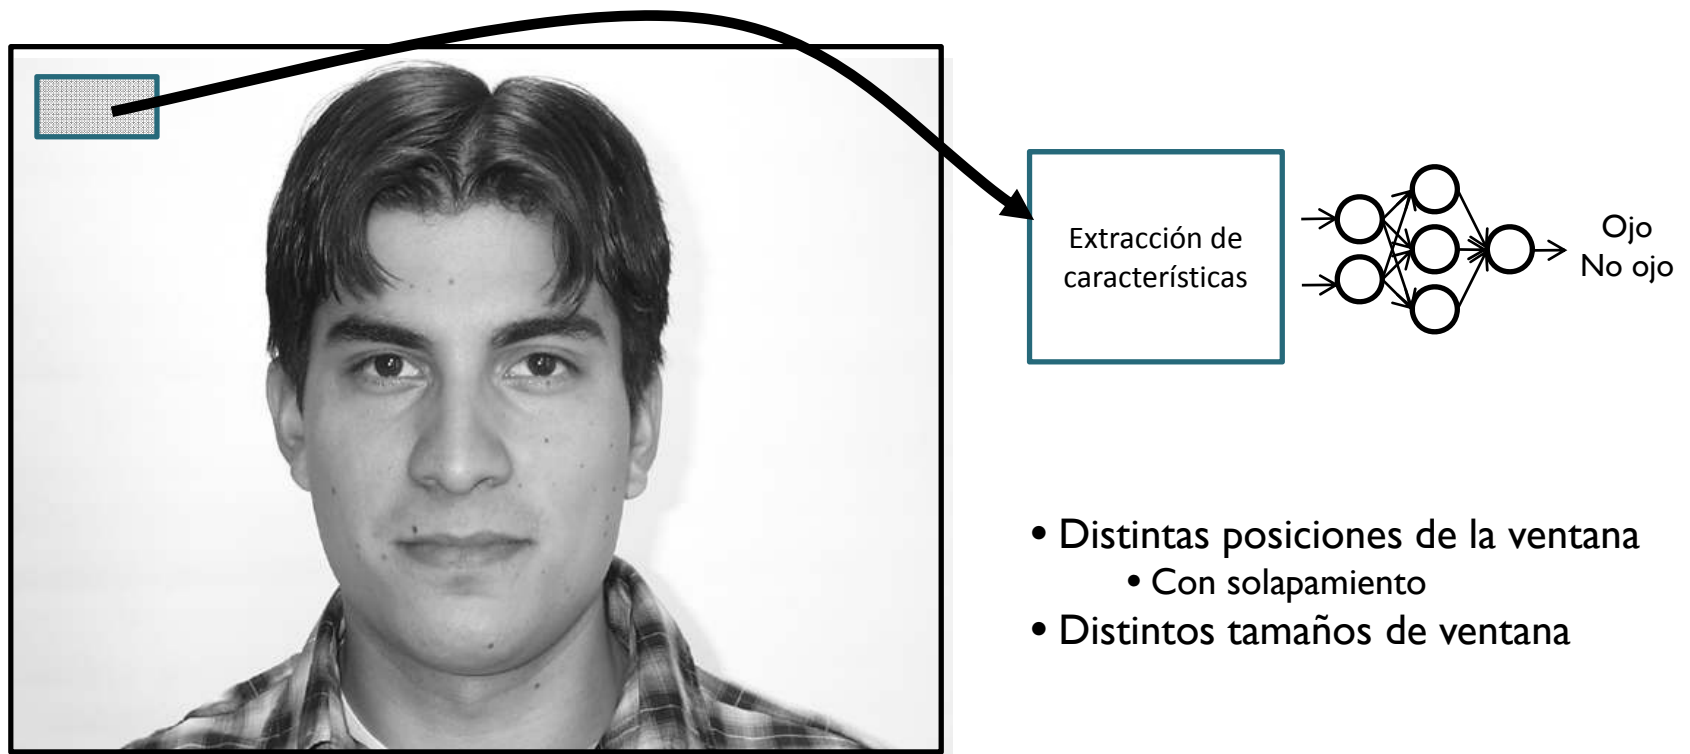 Extracción de
características
Ojo
No ojo
• Distintas posiciones de la ventana
• Con solapamiento
• Distintos tamaños de ventana